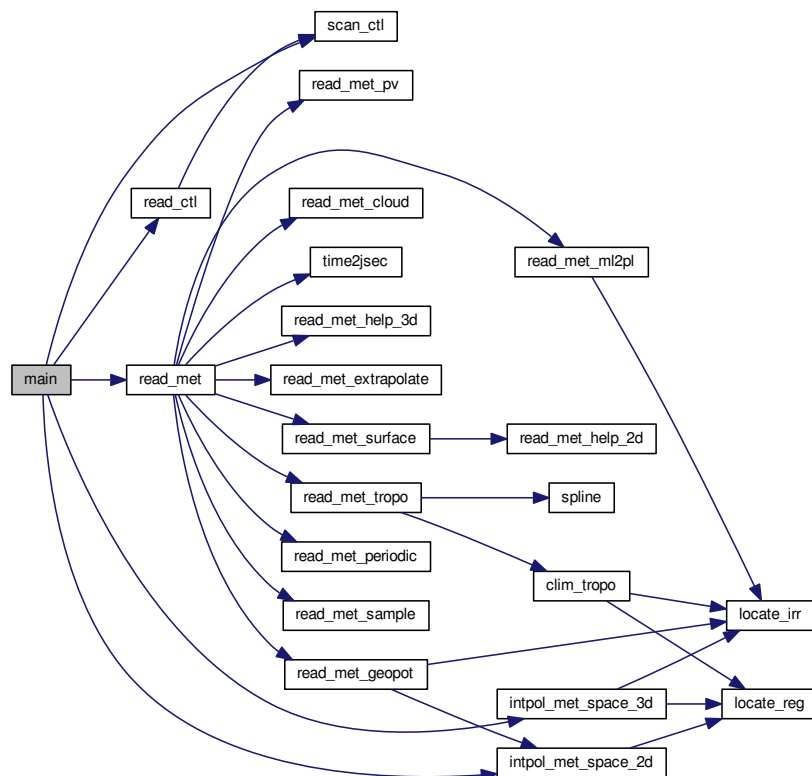 scan_ctl
read_met_pv
read_ctl
read_met_cloud
time2jsec
read_met_ml2pl
read_met_help_3d
main
read_met
read_met_extrapolate
read_met_surface
read_met_help_2d
read_met_tropo
spline
read_met_periodic
clim_tropo
read_met_sample
locate_irr
read_met_geopot
intpol_met_space_3d
locate_reg
intpol_met_space_2d